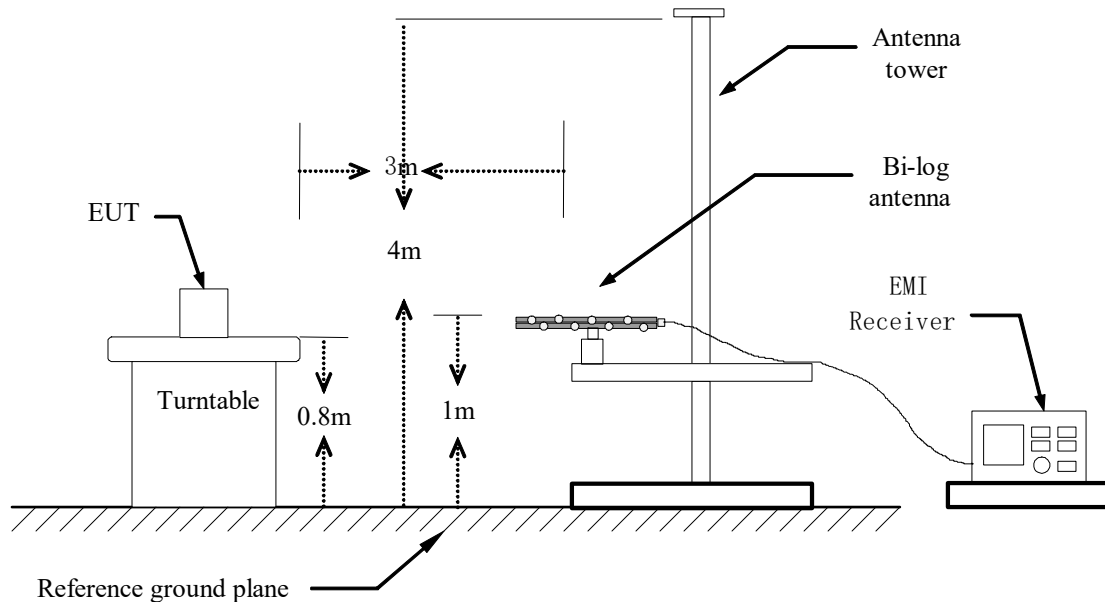 Antenna
tower
3m
Bi-log
antenna
EUT
4m
EMI
Receiver
Turntable
0.8m
1m
Reference ground plane